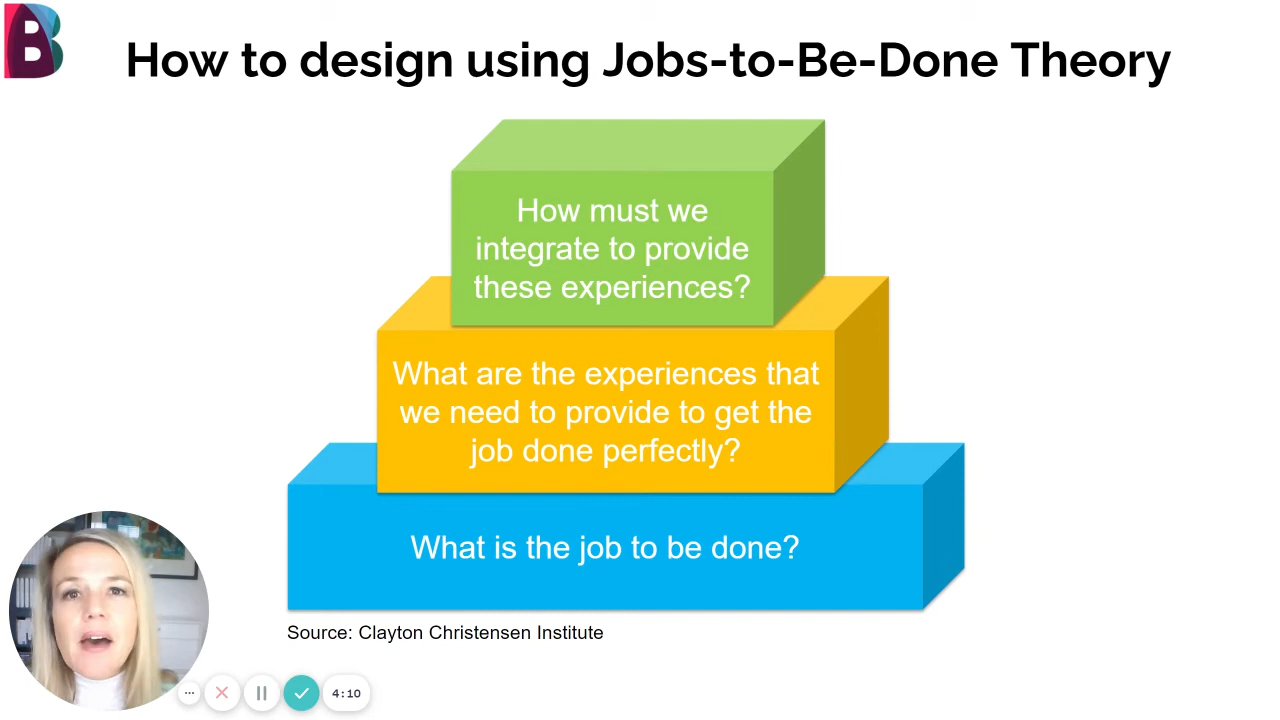 B
How to design using Jobs-to-Be-Done Theory
How must we
integrate to provide
these experiences?
What are the experiences that
we need to provide to get the
job done perfectly?
What is the job to be done?
Source: Clayton Christensen Institute
4:10